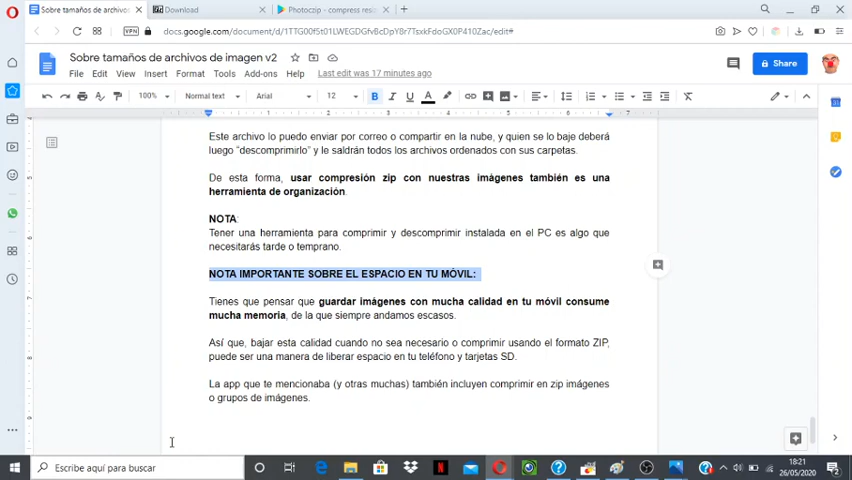 Sobre tamaños de archivos
Download
Photoczip - compress resi
VPN
docs.google.com/document/d/1TTG00f5t01LWEGDGfvBcDpY8r7TsxkFdoGX0P410Zac/edit#
Sobre tamaños de archivos de imagen v2
File Edit View Insert Format Tools Add-ons Help Last edit was 17 minutes ago
Share
100% Normal text Arial 12 B I U A
Este archivo lo puedo enviar por correo o compartir en la nube, y quien se lo baje deberá
luego "descomprimirlo" y le saldrán todos los archivos ordenados con sus carpetas.
De esta forma, usar compresión zip con nuestras imágenes también es una
herramienta de organización.
NOTA:
Tener una herramienta para comprimir y descomprimir instalada en el PC es algo que
necesitarás tarde o temprano.
NOTA IMPORTANTE SOBRE EL ESPACIO EN TU MÓVIL:
Tienes que pensar que guardar imágenes con mucha calidad en tu móvil consume
mucha memoria, de la que siempre andamos escasos.
Así que, bajar esta calidad cuando no sea necesario o comprimir usando el formato ZIP,
puede ser una manera de liberar espacio en tu teléfono y tarjetas SD.
La app que te mencionaba (y otras muchas) también incluyen comprimir en zip imágenes
o grupos de imágenes.
Escribe aquí para buscar
18:21
26/05/2020